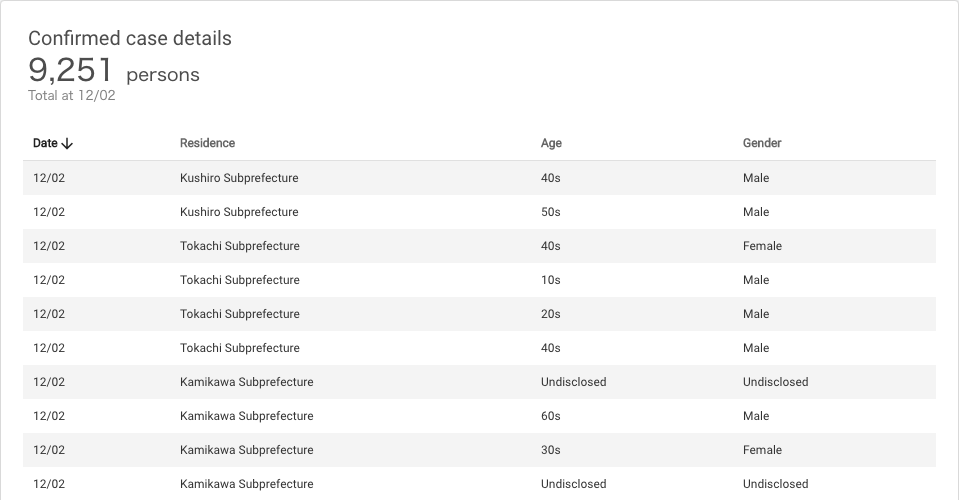 Confirmed case details
9,251 persons
Total at 12/02
Date Residence Age Gender
12/02 Kushiro Subprefecture 40s Male
12/02 Kushiro Subprefecture 50s Male
12/02 Tokachi Subprefecture 40s Female
12/02 Tokachi Subprefecture 10s Male
12/02 Tokachi Subprefecture 20s Male
12/02 Tokachi Subprefecture 40s Male
12/02 Kamikawa Subprefecture Undisclosed Undisclosed
12/02 Kamikawa Subprefecture 60s Male
12/02 Kamikawa Subprefecture 30s Female
12/02 Kamikawa Subprefecture Undisclosed Undisclosed